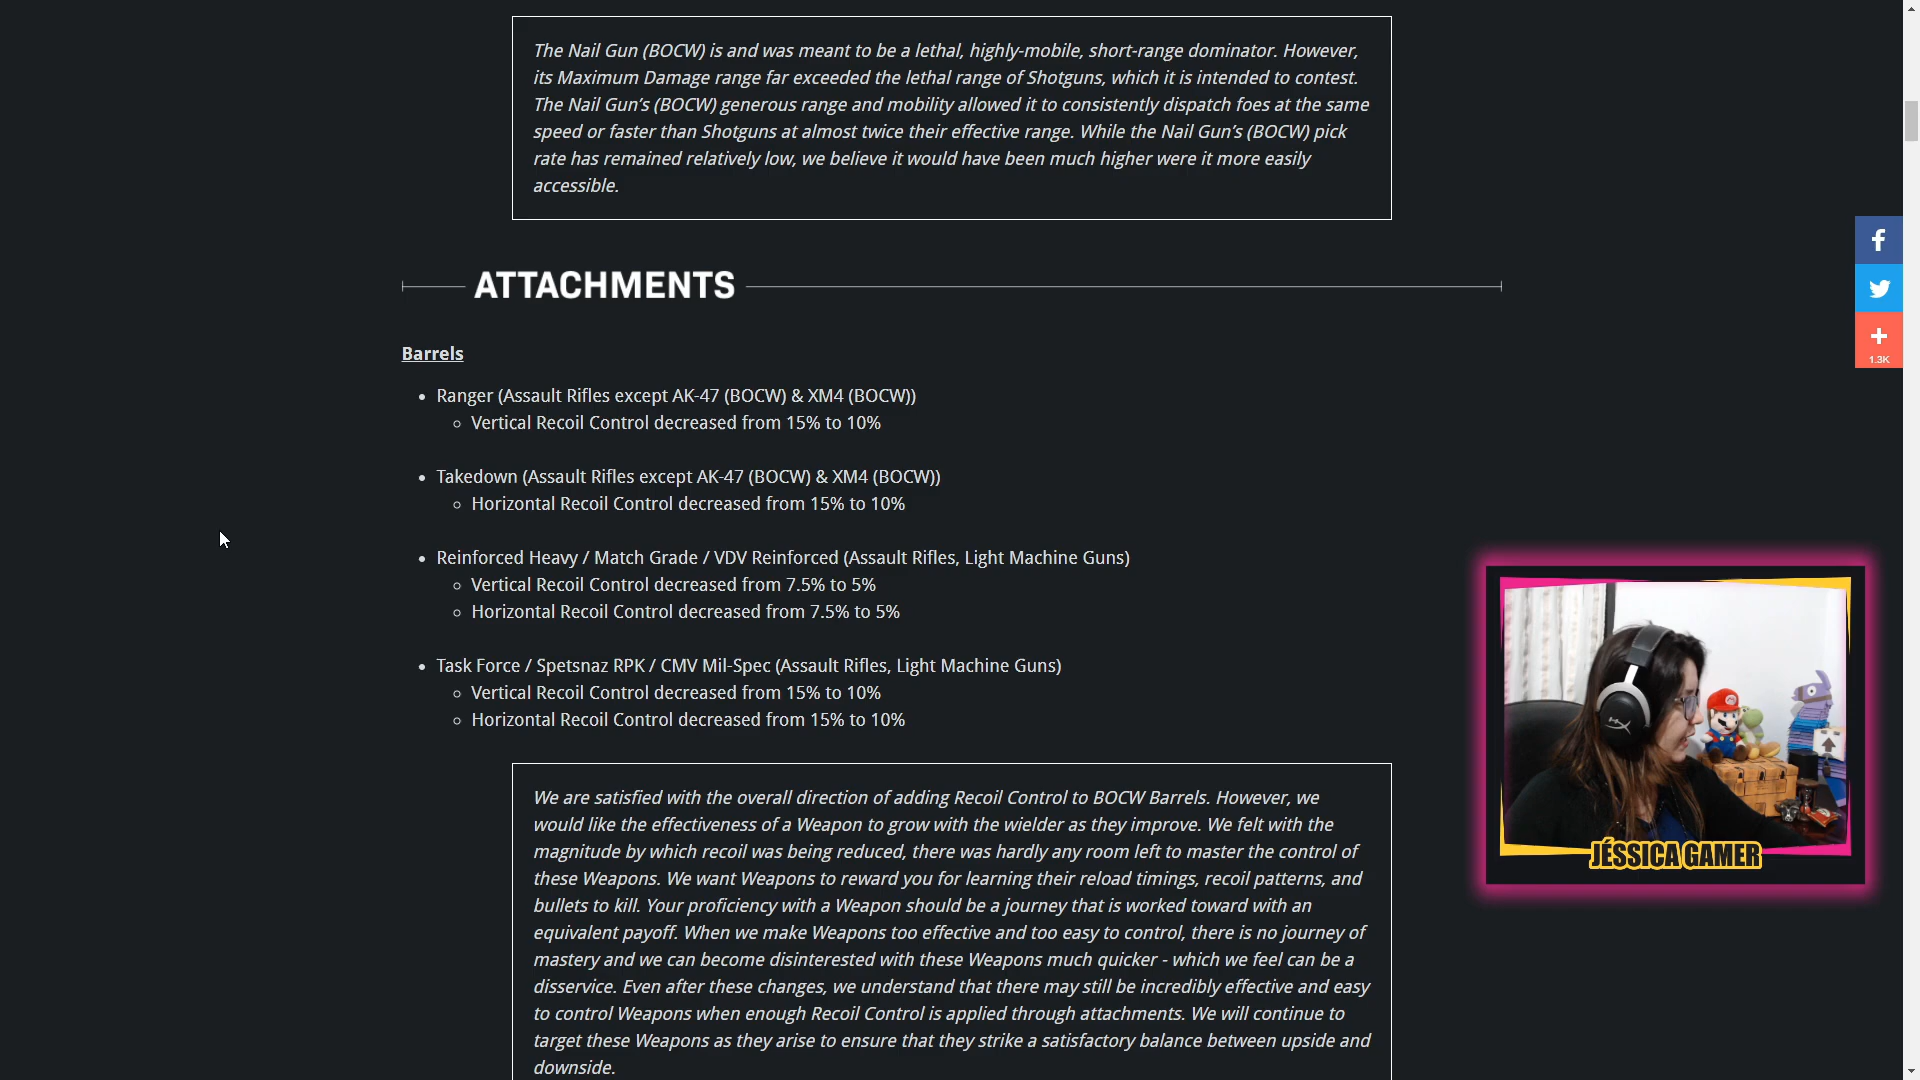 The Nail Gun (BOCW) is and was meant to be a lethal, highly-mobile, short-range dominator. However,
its Maximum Damage range far exceeded the lethal range of Shotguns, which it is intended to contest.
The Nail Gun's (BOCW) generous range and mobility allowed it to consistently dispatch foes at the same
speed or faster than Shotguns at almost twice their effective range. While the Nail Gun's (BOCW) pick
rate has remained relatively low, we believe it would have been much higher were it more easily
accessible.
ATTACHMENTS
Barrels
Ranger (Assault Rifles except AK-47 (BOCW) & XM4 (BOCW))
Vertical Recoil Control decreased from 15% to 10%
Takedown (Assault Rifles except AK-47 (BOCW) & XM4 (BOCW))
Horizontal Recoil Control decreased from 15% to 10%
Reinforced Heavy / Match Grade / VDV Reinforced (Assault Rifles, Light Machine Guns)
Vertical Recoil Control decreased from 7.5% to 5%
Horizontal Recoil Control decreased from 7.5% to 5%
Task Force / Spetsnaz RPK / CMV Mil-Spec (Assault Rifles, Light Machine Guns)
Vertical Recoil Control decreased from 15% to 10%
Horizontal Recoil Control decreased from 15% to 10%
We are satisfied with the overall direction of adding Recoil Control to BOCW Barrels. However, we
would like the effectiveness of a Weapon to grow with the wielder as they improve. We felt with the
magnitude by which recoil was being reduced, there was hardly any room left to master the control of
these Weapons. We want Weapons to reward you for learning their reload timings, recoil patterns, and
bullets to kill. Your proficiency with a Weapon should be a journey that is worked toward with an
equivalent payoff. When we make Weapons too effective and too easy to control, there is no journey of
mastery and we can become disinterested with these Weapons much quicker - which we feel can be a
disservice. Even after these changes, we understand that there may still be incredibly effective and easy
to control Weapons when enough Recoil Control is applied through attachments. We will continue to
target these Weapons as they arise to ensure that they strike a satisfactory balance between upside and
downside.
1.3K
JÉSSICA GAMER